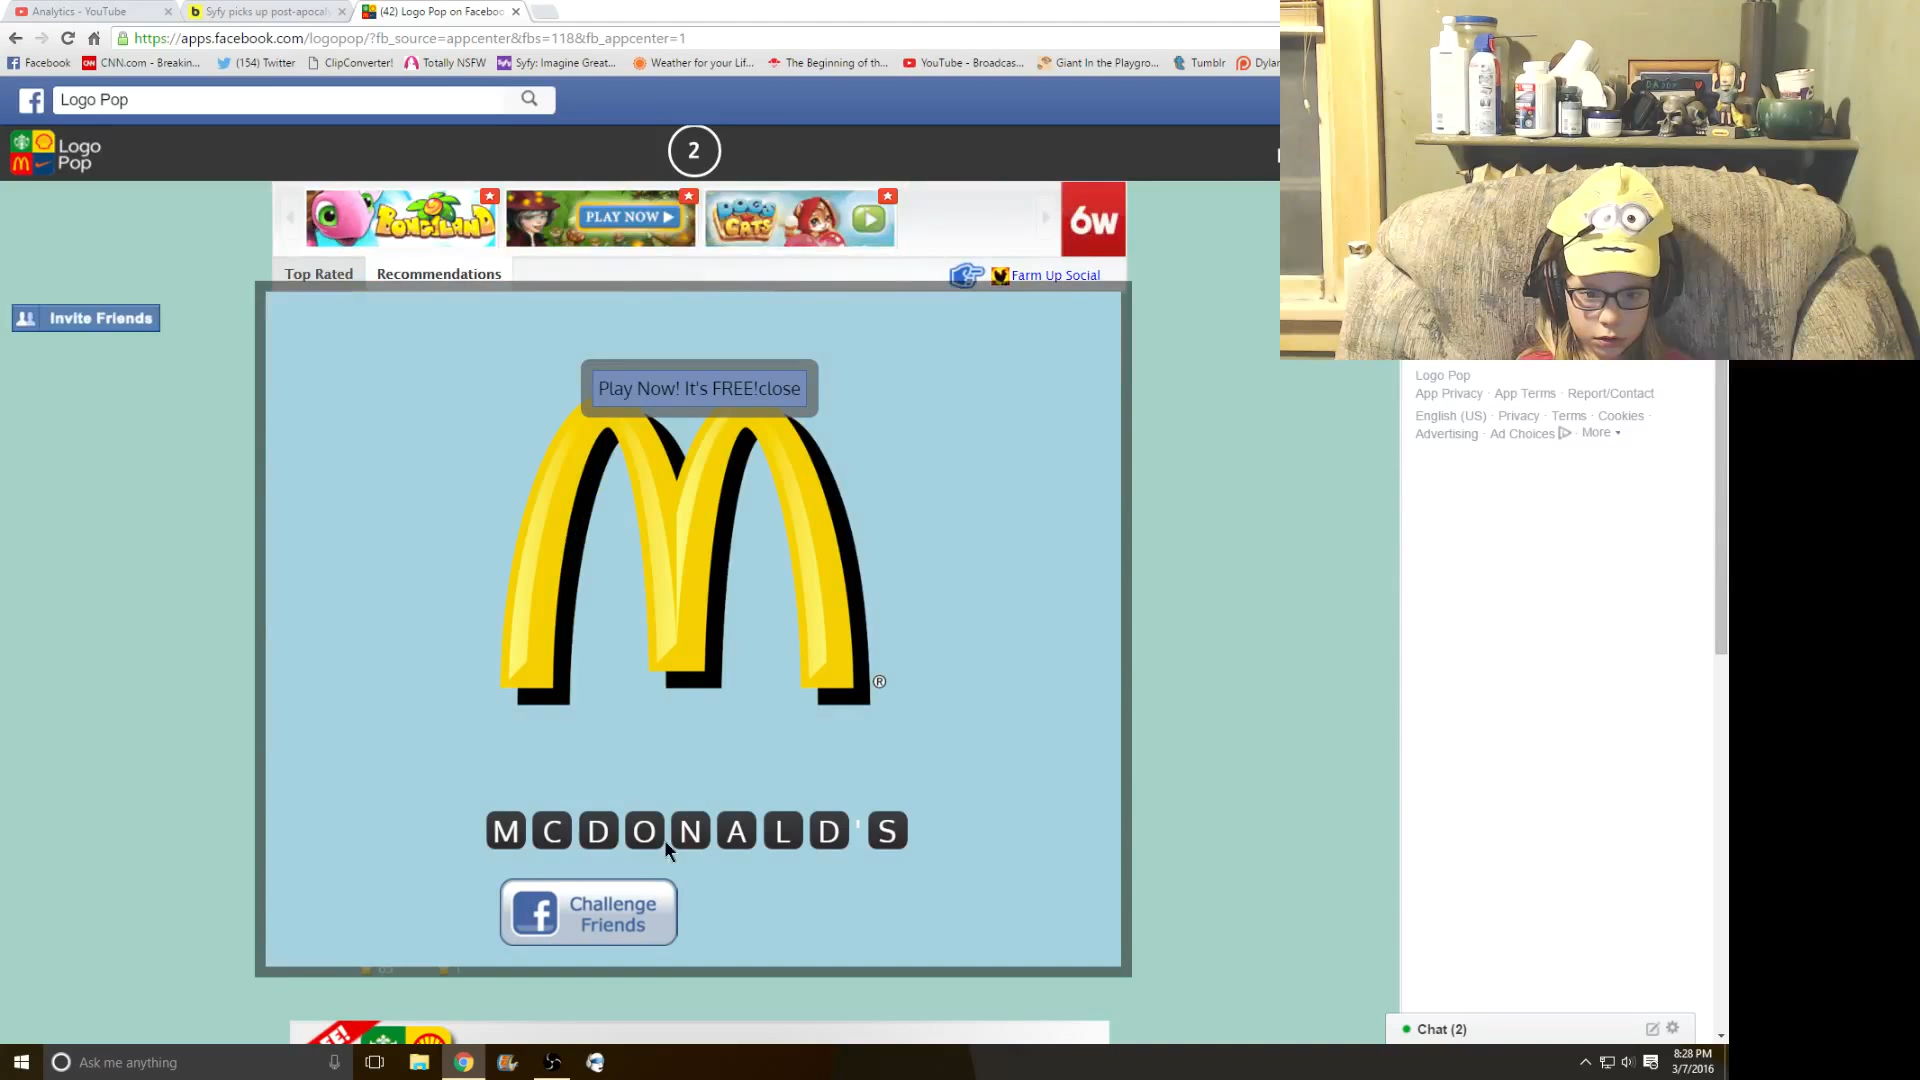 Analytics - YouTube
Syfy picks up post-apocal
(42) Logo Pop on Faceboo
https://apps.facebook.com/logopop/?fb_source=appcenter&fbs=118&fb_appcenter=1
Facebook
CNN.com - Breakin...
(154) Twitter
ClipConverter!
Totally NSFW
Syfy: Imagine Great...
Weather for your Lif...
The Beginning of th...
YouTube - Broadcas...
Giant In the Playgro...
Tumblr
Dylan
Logo Pop
Logo
Pop
2
PLAY NOW
DOGS
CATS
6w
Top Rated
Recommendations
Farm Up Social
Invite Friends
Play Now! It's FREE!close
®
MCDONALD'S
Challenge
Friends
Logo Pop
App Privacy · App Terms · Report/Contact
English (US) · Privacy · Terms · Cookies ·
Advertising · Ad Choices · More
Chat (2)
Ask me anything
8:28 PM
3/7/2016